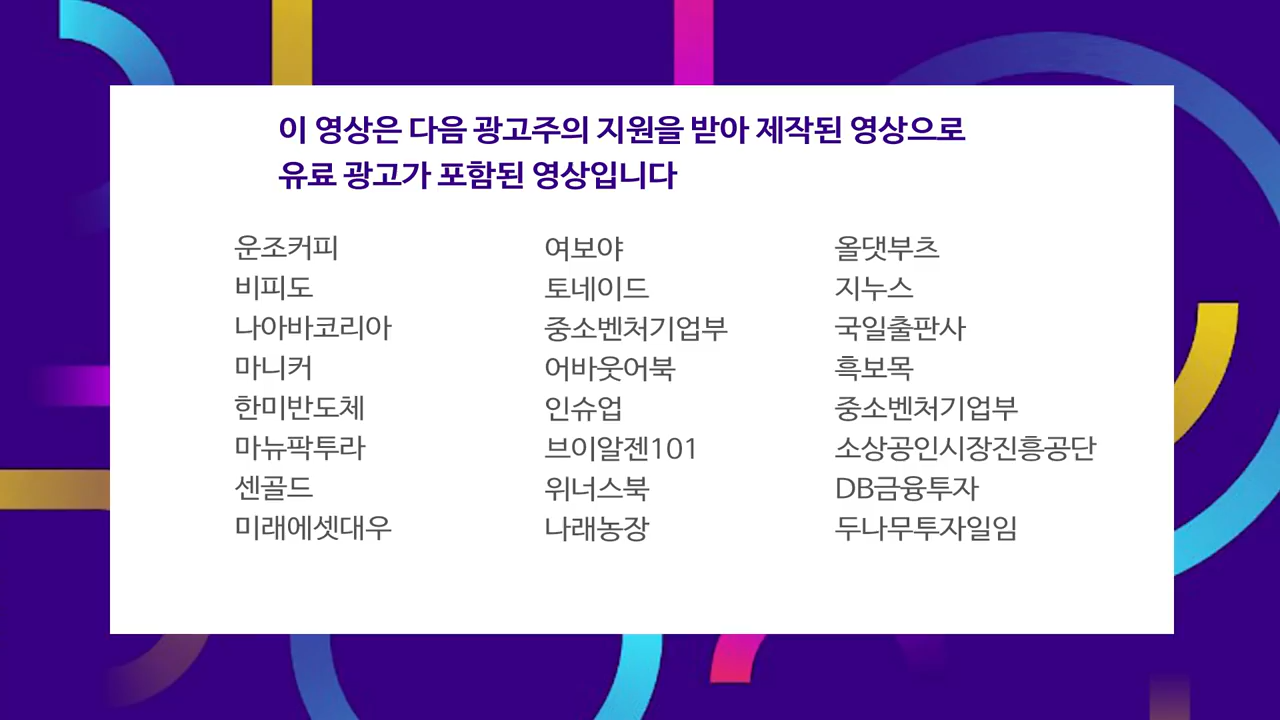 이 영상은 다음 광고주의 지원을 받아 제작된 영상으로
유료 광고가 포함된 영상입니다
운조커피
비피도
나아바코리아
마니커
한미반도체
마뉴팍투라
센골드
미래에셋대우
여보야
토네이드
중소벤처기업부
어바웃어북
인슈업
브이알젠101
위너스북
나래농장
올댓부츠
지누스
국일출판사
흑보목
중소벤처기업부
소상공인시장진흥공단
DB금융투자
두나무투자일임